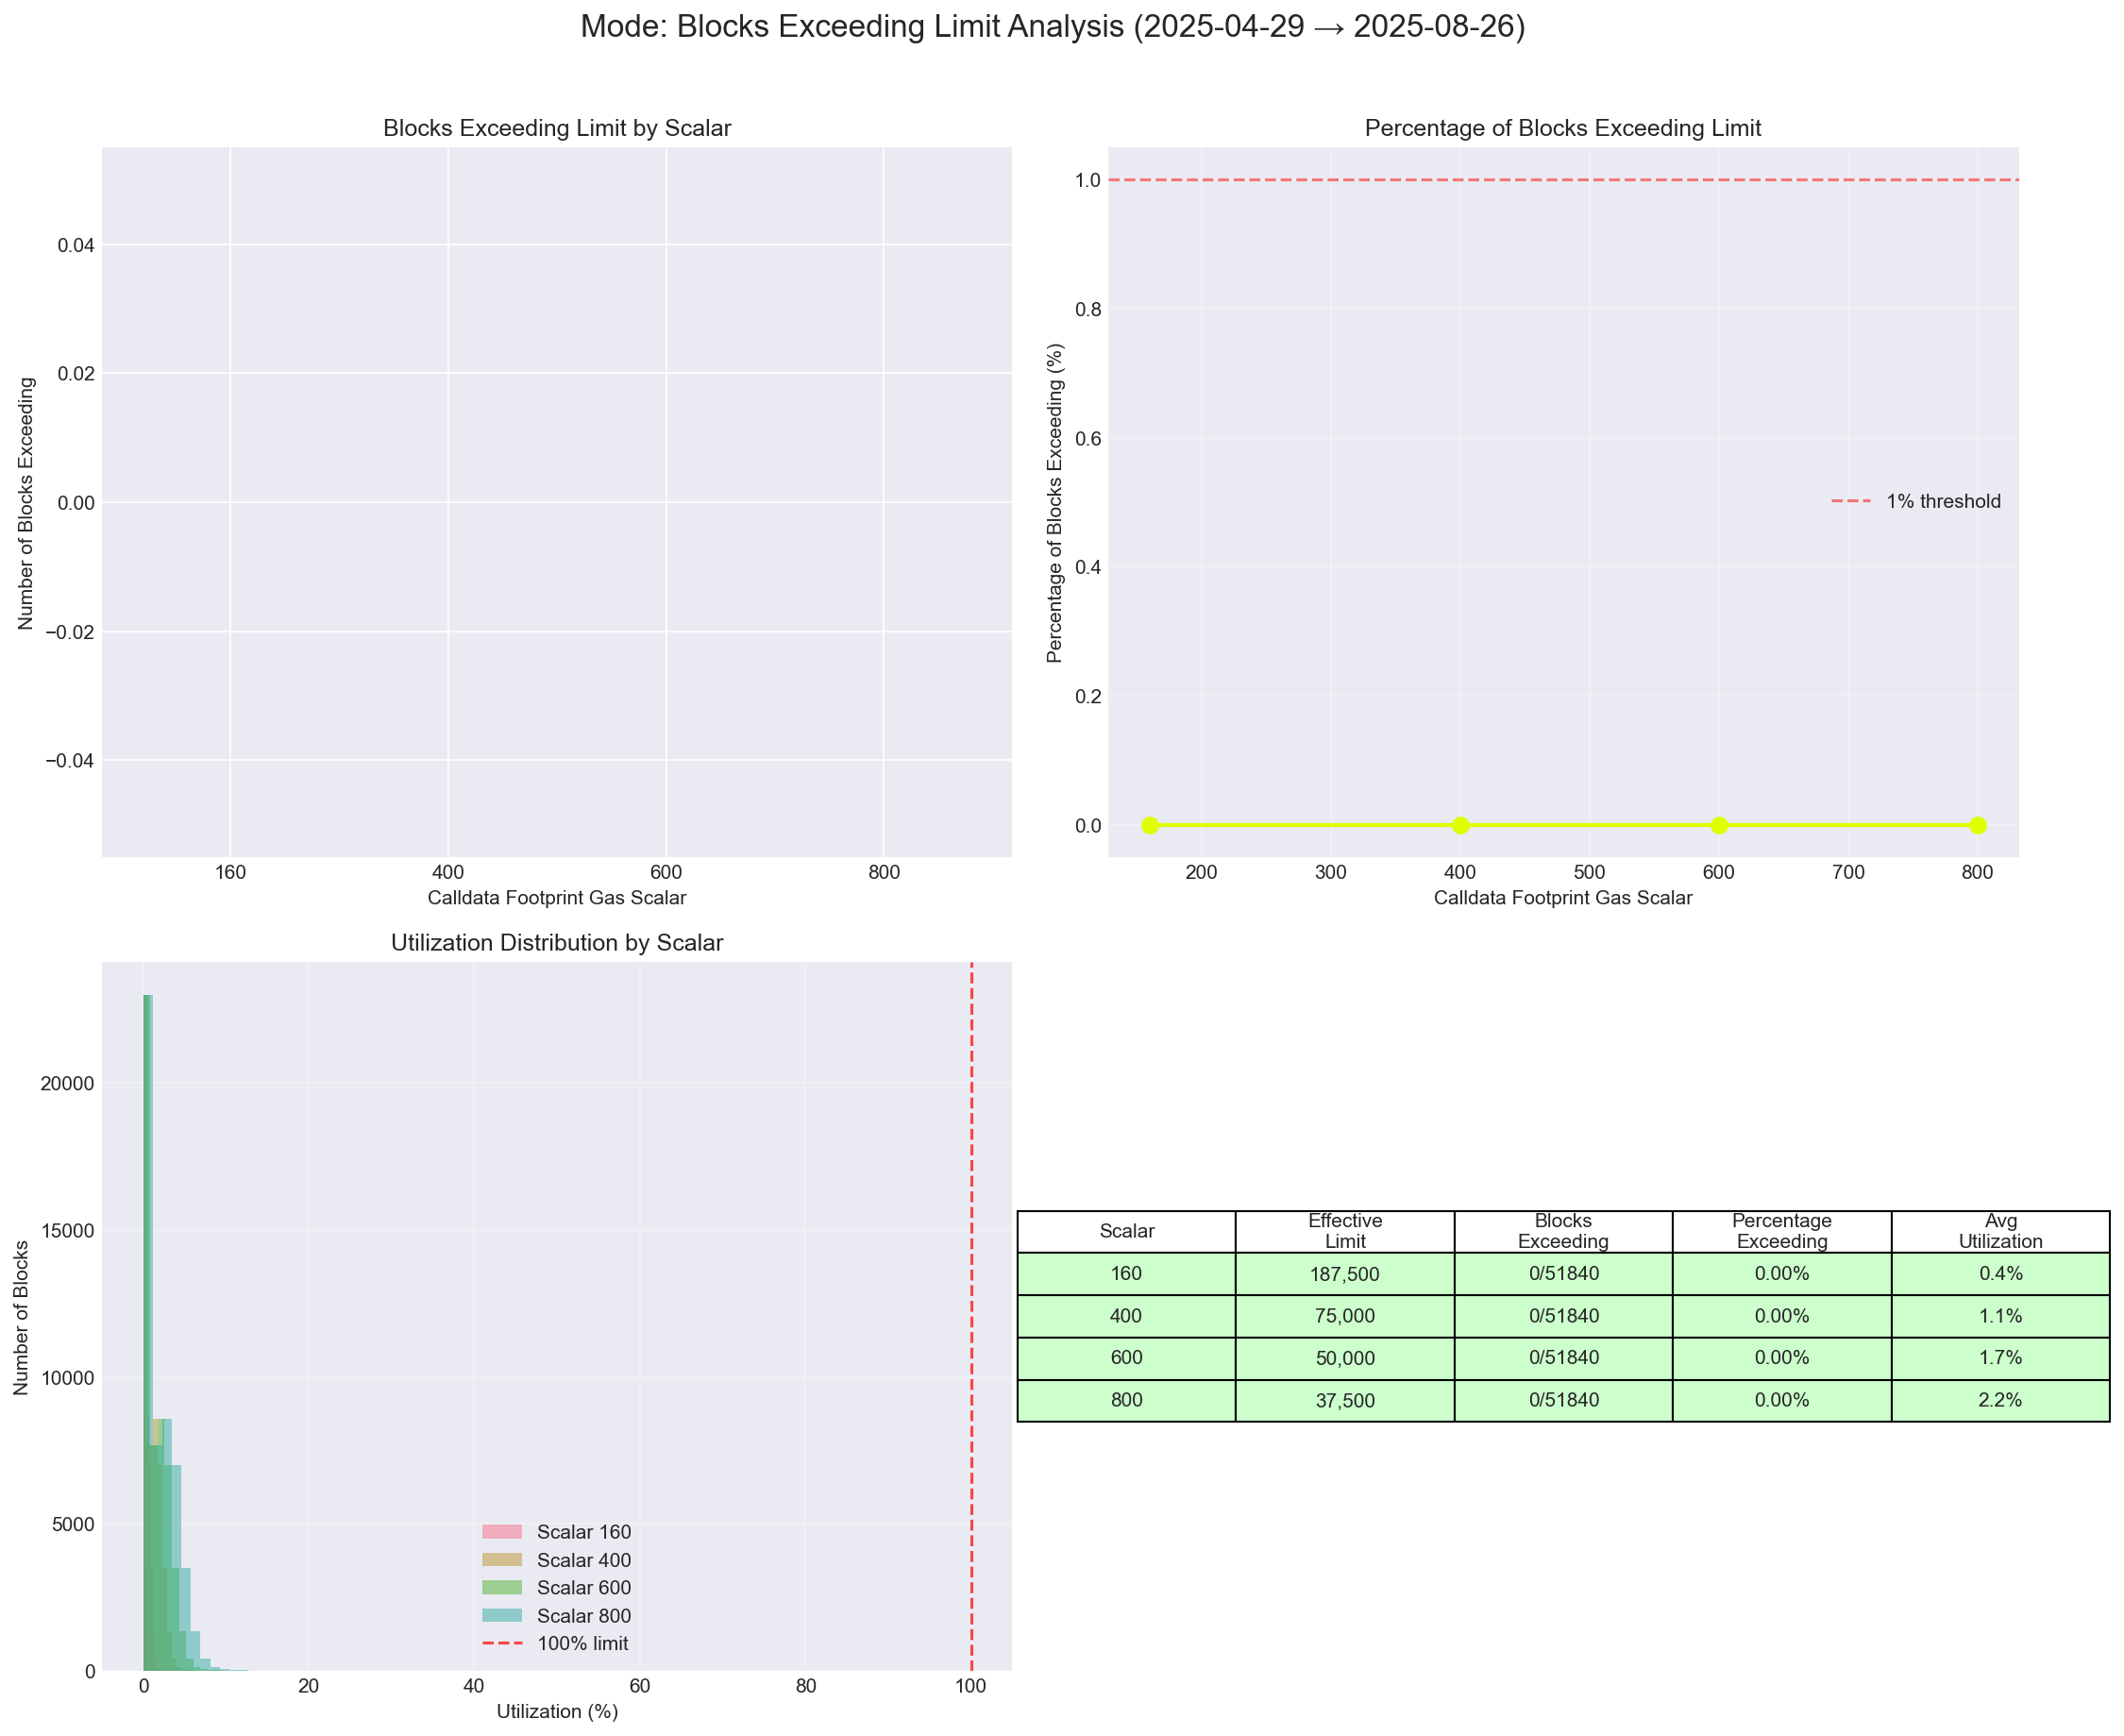 Mode: Blocks Exceeding Limit Analysis (2025-04-29 → 2025-08-26)
Blocks Exceeding Limit by Scalar
Number of Blocks Exceeding
0.04
0.02
0.00
−0.02
−0.04
160 400 600 800
Calldata Footprint Gas Scalar
Percentage of Blocks Exceeding Limit
Percentage of Blocks Exceeding (%)
1.0
0.8
0.6
0.4
0.2
0.0
1% threshold
200 300 400 500 600 700 800
Calldata Footprint Gas Scalar
Utilization Distribution by Scalar
Number of Blocks
20000
15000
10000
5000
0
Scalar 160
Scalar 400
Scalar 600
Scalar 800
100% limit
0 20 40 60 80 100
Utilization (%)
Scalar Effective Limit Blocks Exceeding Percentage Exceeding Avg Utilization
160 187,500 0/51840 0.00% 0.4%
400 75,000 0/51840 0.00% 1.1%
600 50,000 0/51840 0.00% 1.7%
800 37,500 0/51840 0.00% 2.2%